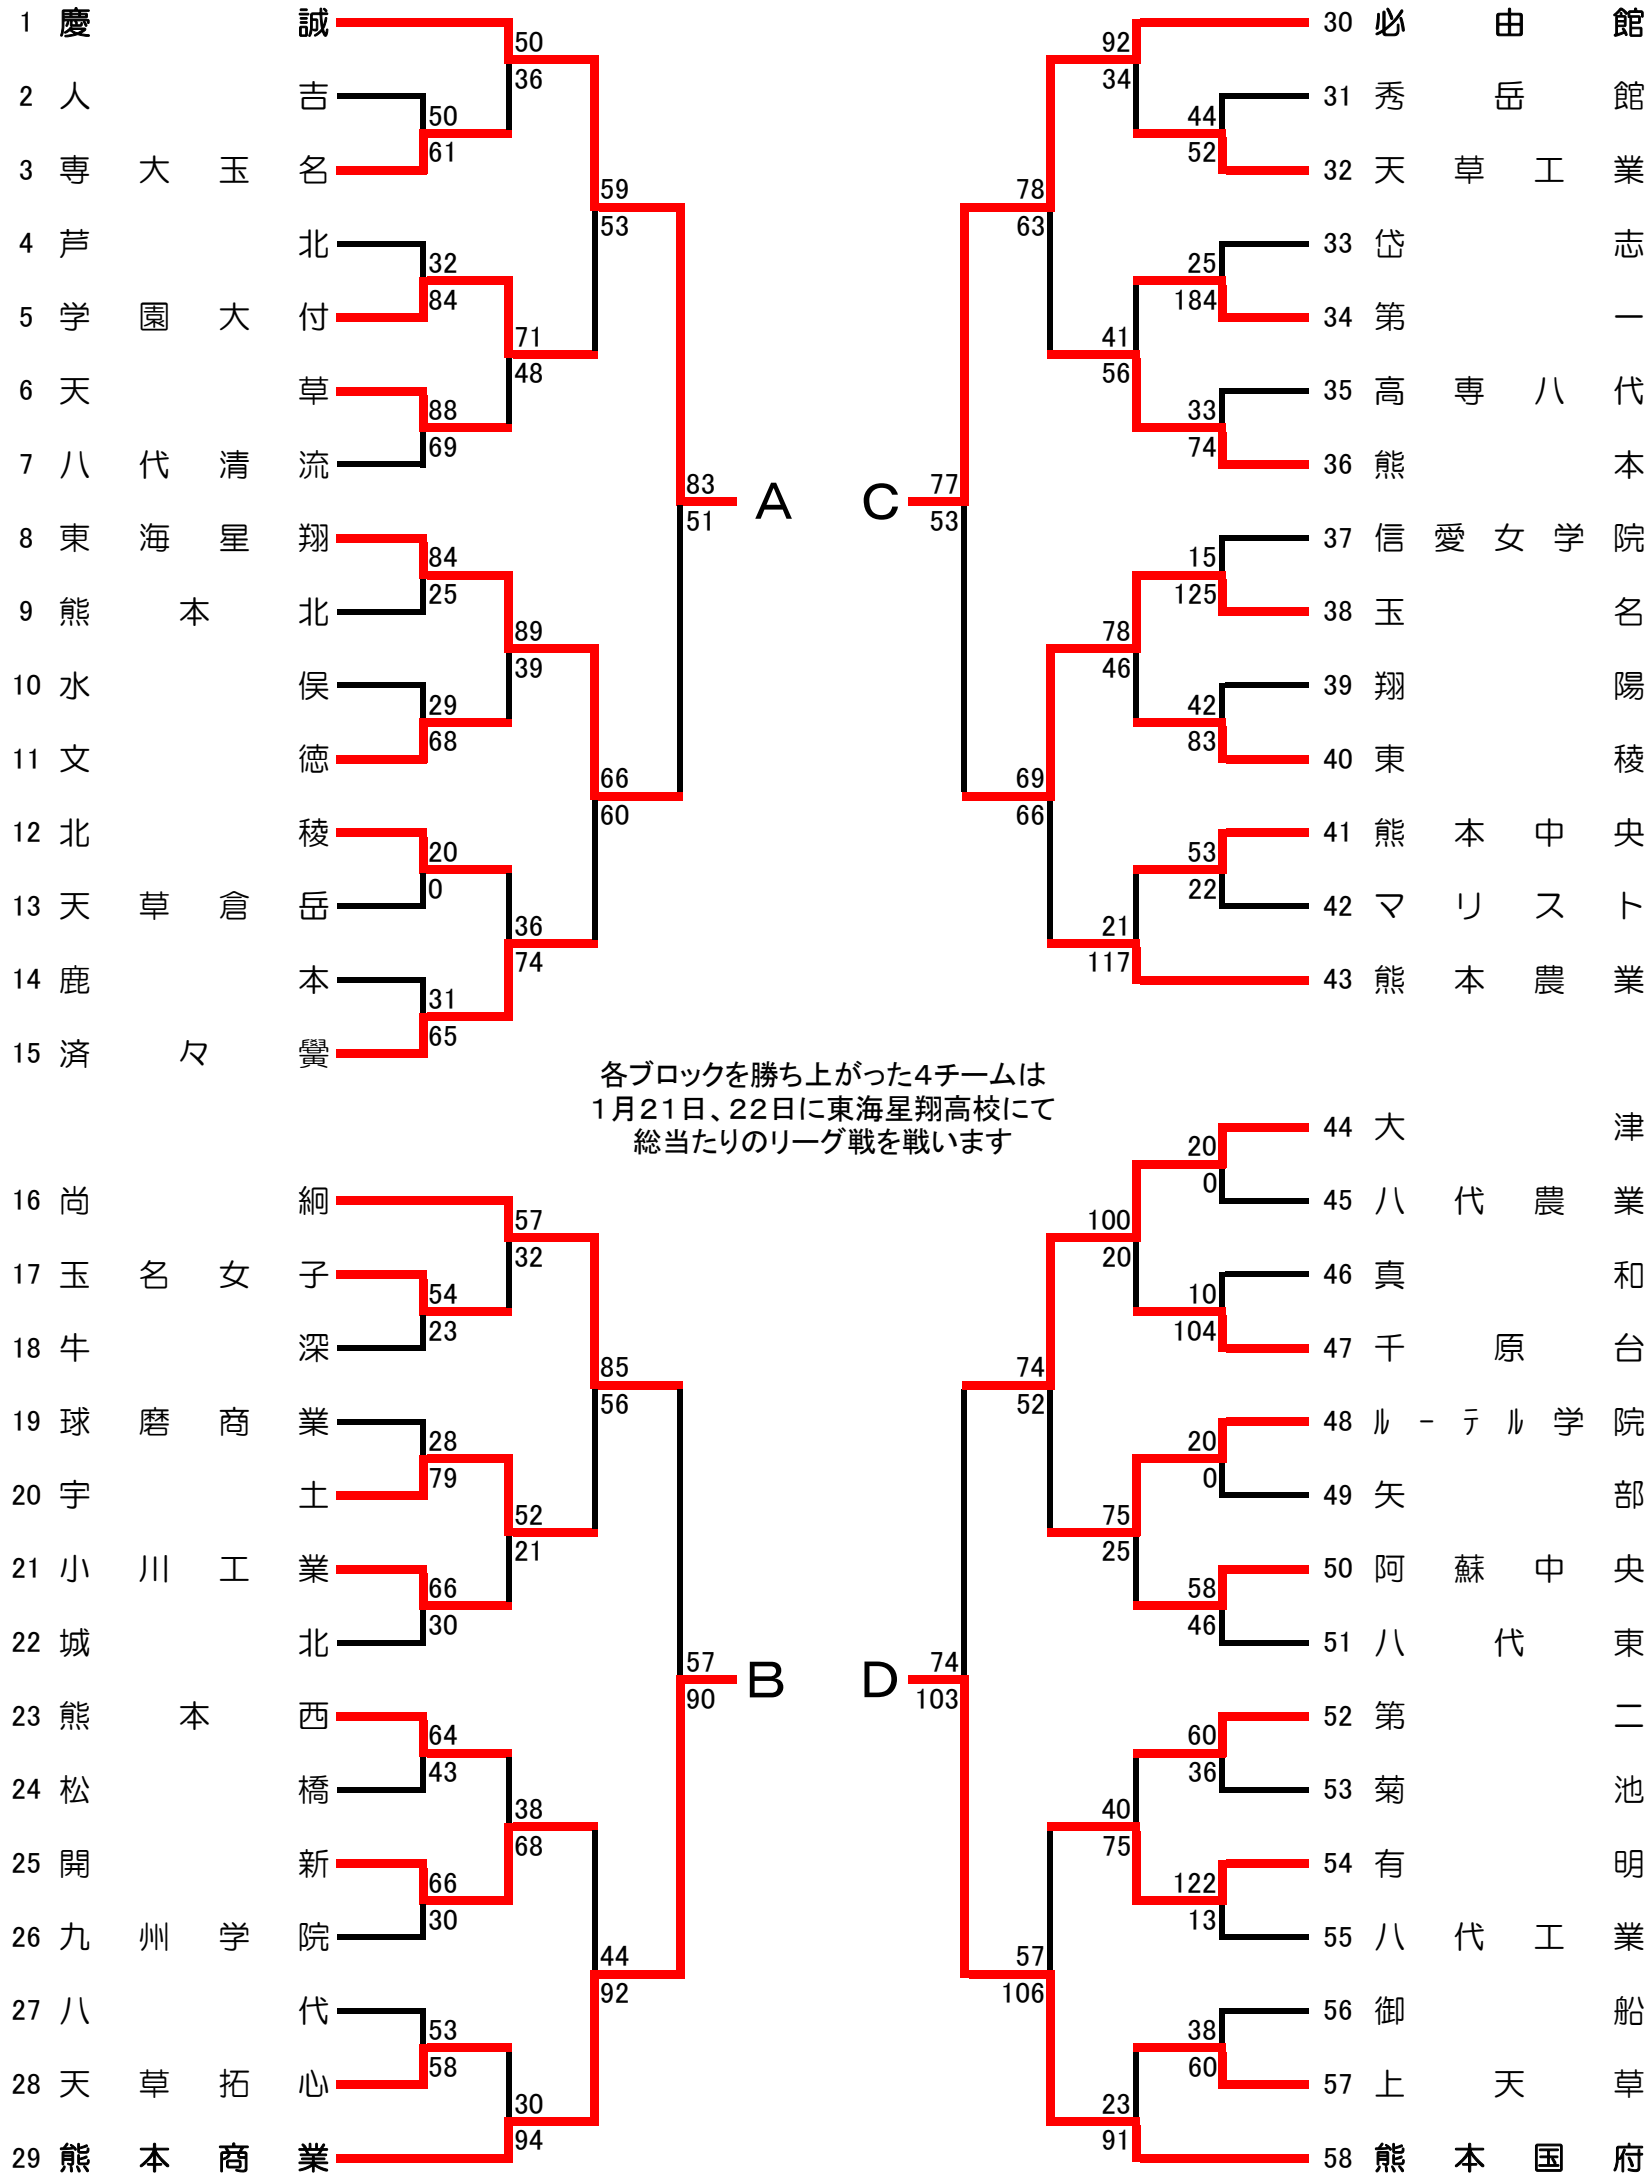 1 慶誠
50
36
2 人吉
50
61
3 専大玉名
59
53
4 芦北
32
84
5 学園大付
71
48
6 天草
88
69
7 八代清流
83
51
A
8 東海星翔
84
25
9 熊本北
89
39
10 水俣
29
68
11 文徳
66
60
12 北稜
20
0
13 天草倉岳
36
74
14 鹿本
31
65
15 済々黌
30 必由館
92
34
31 秀岳館
44
52
32 天草工業
78
63
33 岱志
25
184
34 第一
41
56
35 高専八代
33
74
36 熊本
C
77
53
37 信愛女学院
15
125
38 玉名
78
46
39 翔陽
42
83
40 東稜
69
66
41 熊本中央
53
22
42 マリスト
21
117
43 熊本農業
各ブロックを勝ち上がった4チームは
1月21日、22日に東海星翔高校にて
総当たりのリーグ戦を戦います
16 尚絅
57
32
17 玉名女子
54
23
18 牛深
85
56
19 球磨商業
28
79
20 宇土
52
21
21 小川工業
66
30
22 城北
57
90
B
23 熊本西
64
43
24 松橋
38
68
25 開新
66
30
26 九州学院
44
92
27 八代
53
58
28 天草拓心
30
94
29 熊本商業
44 大津
20
0
45 八代農業
100
20
46 真和
10
104
47 千原台
74
52
48 ﾙｰﾃﾙ学院
20
0
49 矢部
75
25
50 阿蘇中央
58
46
51 八代東
D
74
103
52 第二
60
36
53 菊池
40
75
54 有明
122
13
55 八代工業
57
106
56 御船
38
60
57 上天草
23
91
58 熊本国府